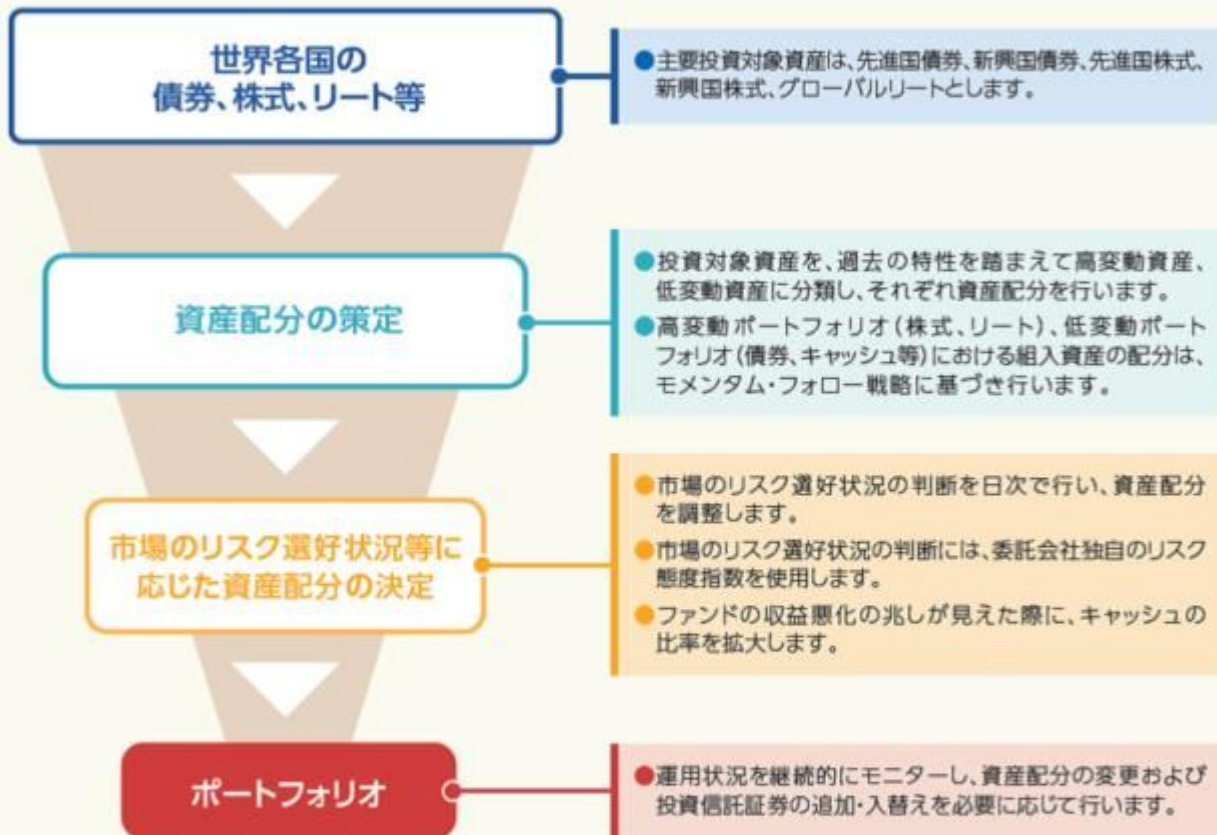 世界各国の
債券、株式、リート等
●主要投資対象資産は、先進国債券、新興国債券、先進国株式、
新興国株式、グローバルリートとします。
資産配分の策定
●投資対象資産を、過去の特性を踏まえて高変動資産、
低変動資産に分類し、それぞれ資産配分を行います。
●高変動ポートフォリオ(株式、リート)、低変動ポート
フォリオ(債券、キャッシュ等)における組入資産の配分は、
モメンタム・フォロー戦略に基づき行います。
市場のリスク選好状況等に
応じた資産配分の決定
●市場のリスク選好状況の判断を日次で行い、資産配分
を調整します。
●市場のリスク選好状況の判断には、委託会社独自のリスク
態度指数を使用します。
●ファンドの収益悪化の兆しが見えた際に、キャッシュの
比率を拡大します。
ポートフォリオ
●運用状況を継続的にモニターし、資産配分の変更および
投資信託証券の追加・入替えを必要に応じて行います。